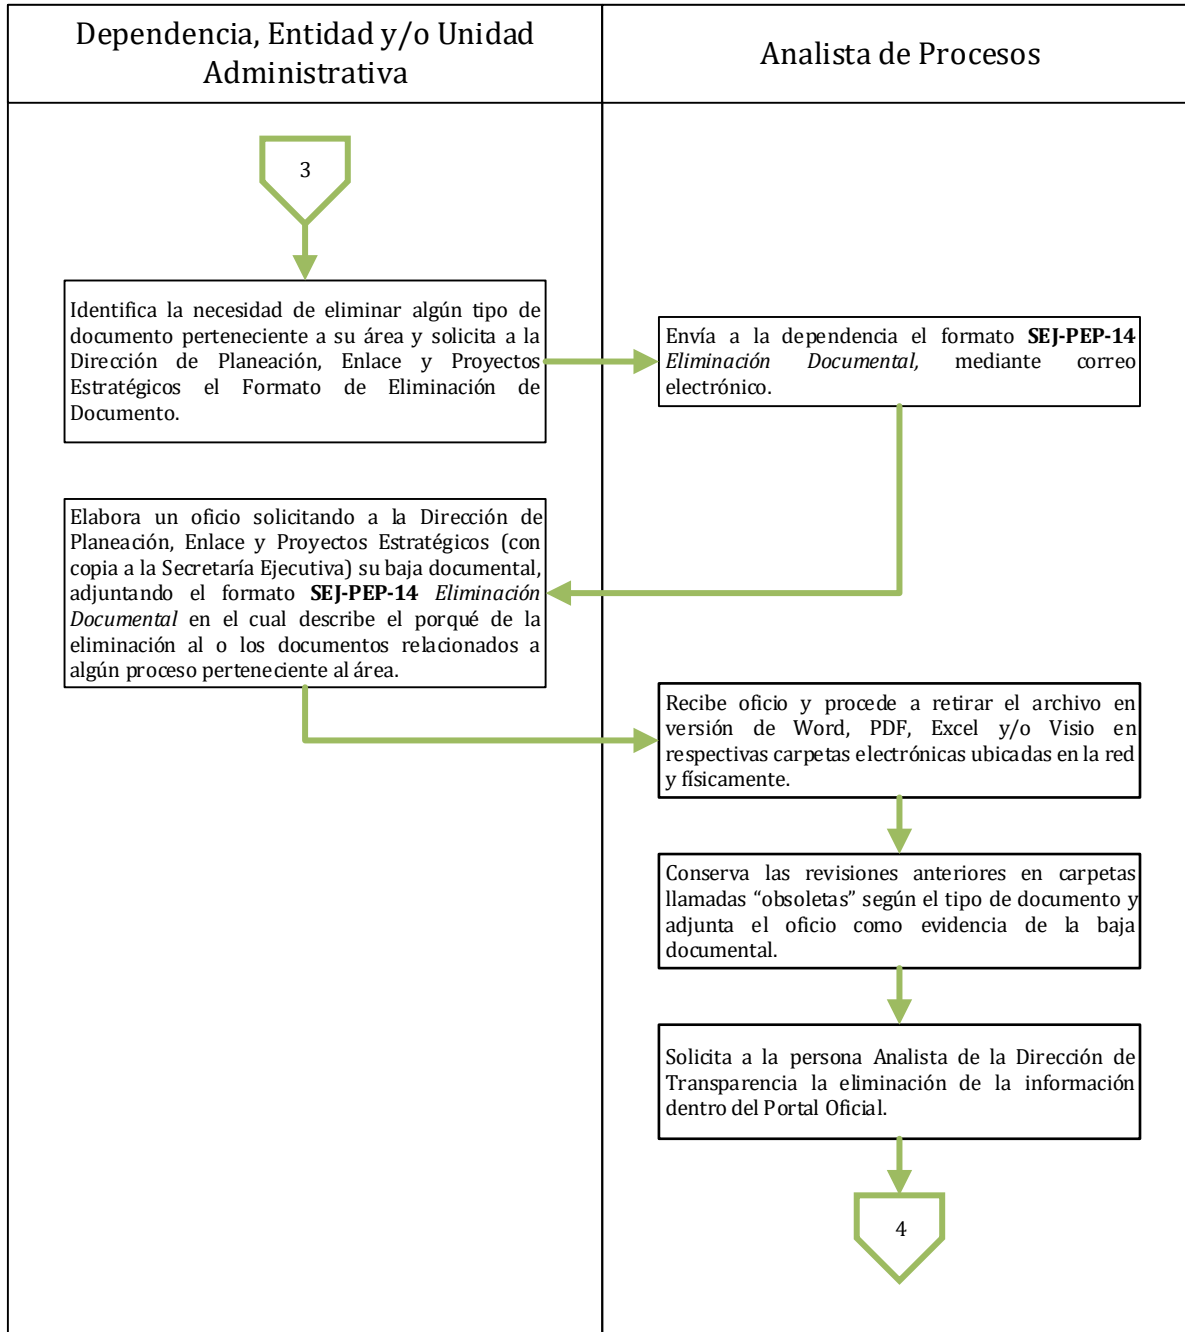 Dependencia, Entidad y/o Unidad
Administrativa
Analista de Procesos
3
Identifica la necesidad de eliminar algún tipo de
documento perteneciente a su área y solicita a la
Dirección de Planeación, Enlace y Proyectos
Estratégicos el Formato de Eliminación de
Documento.
Envía a la dependencia el formato SEJ-PEP-14
Eliminación Documental, mediante correo
electrónico.
Elabora un oficio solicitando a la Dirección de
Planeación, Enlace y Proyectos Estratégicos (con
copia a la Secretaría Ejecutiva) su baja documental,
adjuntando el formato SEJ-PEP-14 Eliminación
Documental en el cual describe el porqué de la
eliminación al o los documentos relacionados a
algún proceso perteneciente al área.
Recibe oficio y procede a retirar el archivo en
versión de Word, PDF, Excel y/o Visio en
respectivas carpetas electrónicas ubicadas en la red
y físicamente.
Conserva las revisiones anteriores en carpetas
llamadas “obsoletas” según el tipo de documento y
adjunta el oficio como evidencia de la baja
documental.
Solicita a la persona Analista de la Dirección de
Transparencia la eliminación de la información
dentro del Portal Oficial.
4